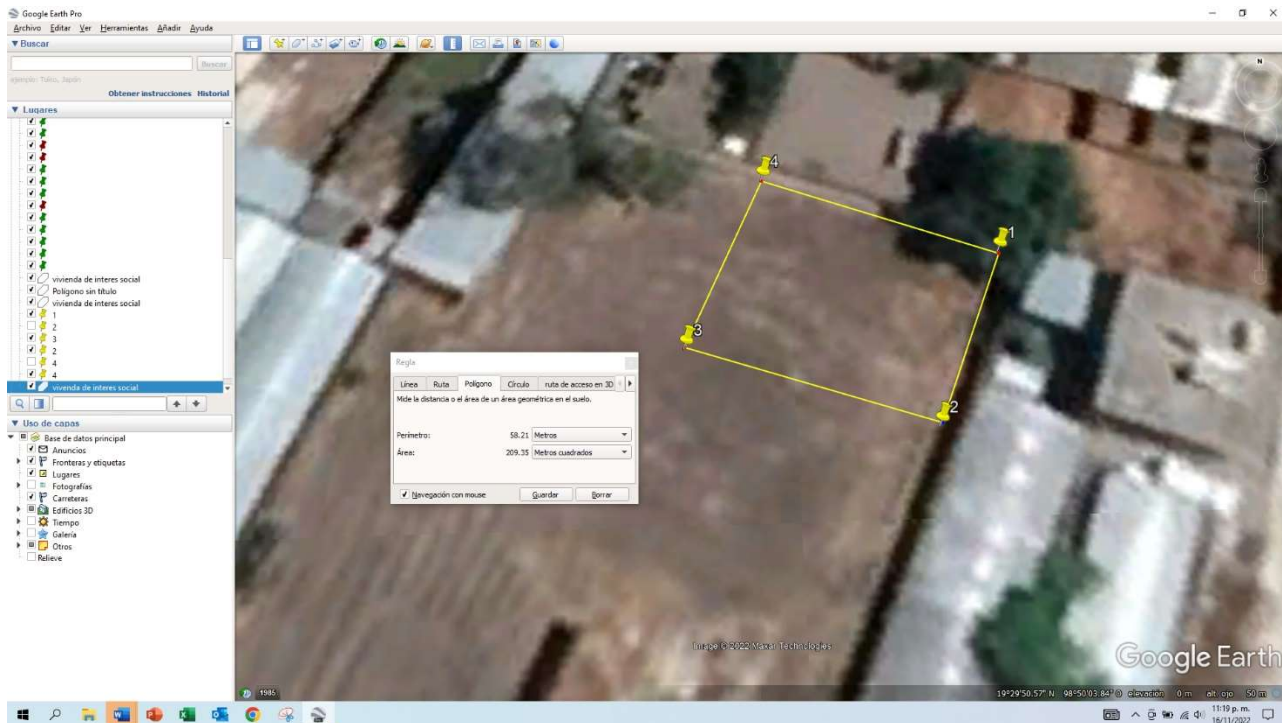 Google Earth Pro
Archivo Editar Ver Herramientas Añadir Ayuda
▼ Buscar
Buscar
ejemplo: Tokio, Japón
Obtener instrucciones Historial
▼ Lugares
vivienda de interes social
Polígono sin título
vivienda de interes social
1
2
3
2
4
4
vivenda de interes social
▼ Uso de capas
Base de datos principal
Anuncios
Fronteras y etiquetas
Lugares
Fotografías
Carreteras
Edificios 3D
Tiempo
Galería
Otros
Relieve
N
4
1
3
2
Regla
Línea Ruta Polígono Círculo ruta de acceso en 3D
Mide la distancia o el área de un área geométrica en el suelo.
Perímetro: 58.21 Metros
Área: 209.35 Metros cuadrados
Navegación con mouse Guardar Borrar
Image © 2022 Maxar Technologies
Google Earth
1985
19°29'50.57" N 98°50'03.84" O elevación 0 m alt. ojo 50 m
11:19 p. m.
16/11/2022